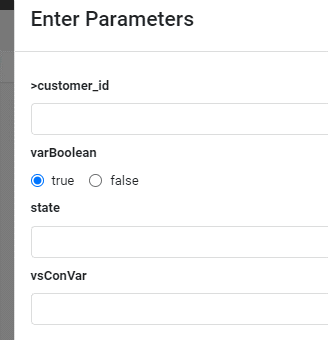 Enter Parameters
>customer_id
varBoolean
true false
state
vsConVar